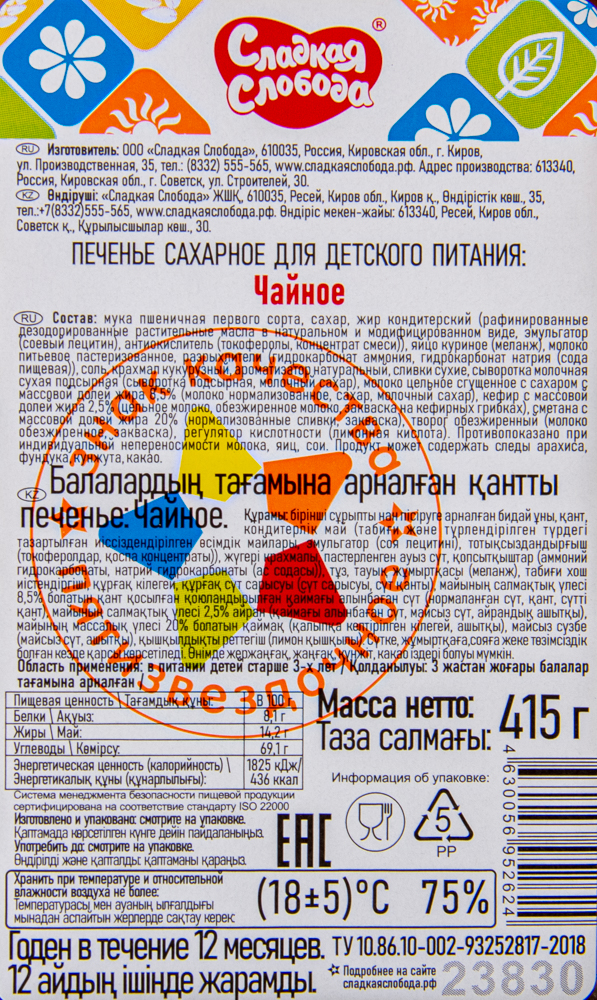 Сладкая
Слобода
®
RU Изготовитель: ООО «Сладкая Слобода», 610035, Россия, Кировская обл., г. Киров,
ул. Производственная, 35, тел.: (8332) 555-565, www.сладкаяслобода.рф. Адрес производства: 613340,
Россия, Кировская обл., г. Советск, ул. Строителей, 30.
KZ Өндіруші: «Сладкая Слобода» ЖШҚ, 610035, Ресей, Киров обл., Киров қ., Өндірістік көш., 35,
тел.:+7(8332)555-565, www.сладкаяслобода.рф. Өндіріс мекен-жайы: 613340, Ресей, Киров обл.,
Советск қ., Құрылысшылар көш., 30.
ПЕЧЕНЬЕ САХАРНОЕ ДЛЯ ДЕТСКОГО ПИТАНИЯ:
Чайное
RU Состав: мука пшеничная первого сорта, сахар, жир кондитерский (рафинированные
дезодорированные растительные масла в натуральном и модифицированном виде, эмульгатор
(соевый лецитин), антиокислитель (токоферолы, концентрат смеси)), яйцо куриное (меланж), молоко
питьевое пастеризованное, разрыхлители (гидрокарбонат аммония, гидрокарбонат натрия (сода
пищевая)), соль, крахмал натуральный, сливки сухие, сыворотка молочная
сухая подсырная (сыворотка подсырная, молочный сахар), молоко цельное сгущенное с сахаром с
массовой долей жира 8,5% (молоко нормализованное, сахар, молочный сахар), кефир с массовой
долей жира 2,5% (цельное молоко, обезжиренное молоко, закваска на кефирных грибках), сметана с
массовой долей жира 20% (нормализованные сливки, закваска), творог обезжиренный (молоко
обезжиренное, закваска), регулятор кислотности (лимонная кислота). Противопоказано при
индивидуальной непереносимости молока, яиц, сои. Продукт может содержать следы арахиса,
фундука, кунжута, какао.
KZ Балалардың тағамына арналған қантты
печенье: Чайное. Құрамы: бірінші сұрыпты нан пісіруге арналған бидай ұны, қант,
кондитерлік май (табиғи және түрлендірілген түрдегі
тазартылған иіссіздендірілген өсімдік майлары, эмульгатор (соя лецитин), тотықсыздандырғыш
(токоферолдар, қоспа концентраты)), жүгері крахмалы, пастерленген ауыз сүт, қопсытқыштар (аммоний
гидрокарбонаты, натрий гидрокарбонаты (ас содасы)), тұз, тауық жұмыртқасы (меланж), табиғи хош
иістендіргіш, құрғақ кілегей, құрғақ сүт сарысуы (сүт сарысуы, сүт қанты), майының салмақтық үлесі
8,5% болатын қант қосылған қоюландырылған қаймағы алынбаған сүт (нормаланған сүт, қант, сүтті
қант), майының салмақтық үлесі 2,5% айран (қаймағы алынбаған сүт, майсыз сүт, айрандық ашытқы),
майының массалық үлесі 20% болатын қаймақ (қалыпқа келтірілген кілегей, ашытқы), майсыз сүзбе
(майсыз сүт, ашытқы), қышқылдықты реттегіш (лимон қышқылы). Сүтке, жұмыртқаға, сояға жеке төзімсіздік
болған кезде қарсы көрсетіледі. Өнімде жержаңғақ, жаңғақ, күнжіт, какао іздері болуы мүмкін.
Область применения: в питании детей старше 3-х лет / Қолданылуы: 3 жастан жоғары балалар
тағамына арналған
знак качества
пятизвездочное
Пищевая ценность \ Тағамдық құны: В 100 г
Белки \ Ақуыз: 8,1 г
Жиры \ Май: 14,2 г
Углеводы \ Көмірсу: 69,1 г
Энергетическая ценность (калорийность) \ 1825 кДж/
Энергетикалық құны (құнарлылығы): 436 ккал
Масса нетто: 415 г
Таза салмағы:
Информация об упаковке:
5
PP
Система менеджмента безопасности пищевой продукции
сертифицирована на соответствие стандарту ISO 22000
Изготовлено и упаковано: смотрите на упаковке.
Қаптамада көрсетілген күнге дейін пайдаланыңыз.
Употребить до: смотрите на упаковке.
Өндірілді және қапталды: қаптаманы қараңыз.
EAC
4 630056 952624
Хранить при температуре и относительной
влажности воздуха не более:
Температурасы мен ауаның ылғалдығы
мынадан аспайтын жерлерде сақтау керек:
(18±5)°С 75%
Годен в течение 12 месяцев. ТУ 10.86.10-002-93252817-2018
12 айдың ішінде жарамды.
Подробнее на сайте
сладкаяслобода.рф
23830